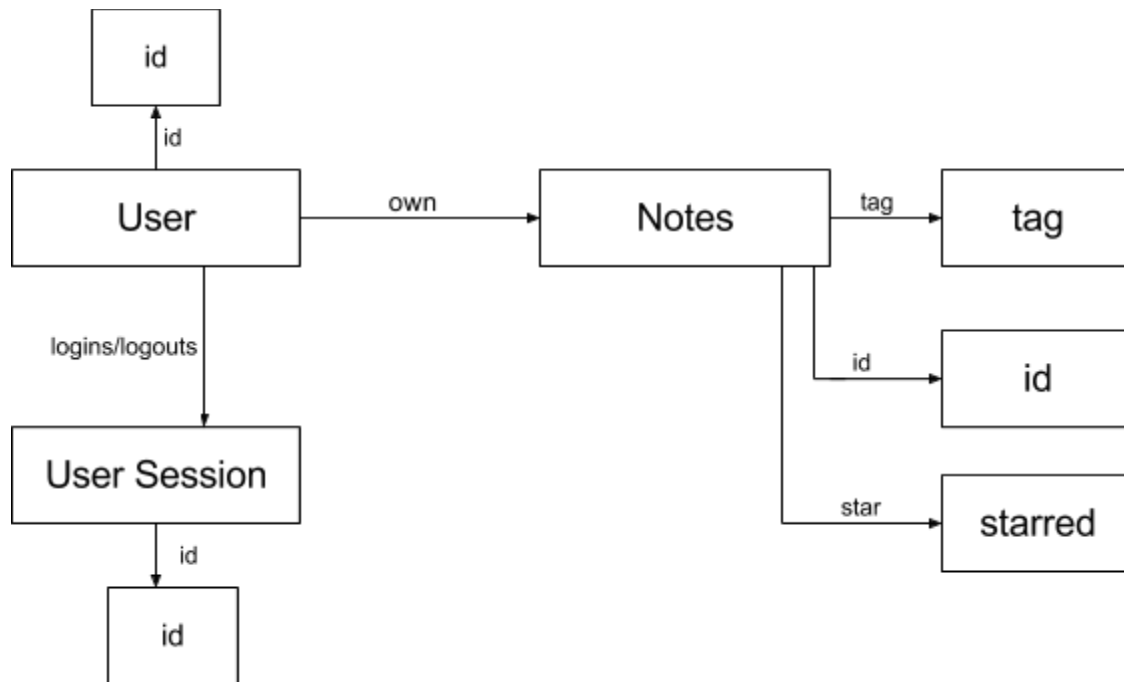 id
id
User
own
Notes
tag
tag
logins/logouts
id
id
User Session
star
starred
id
id